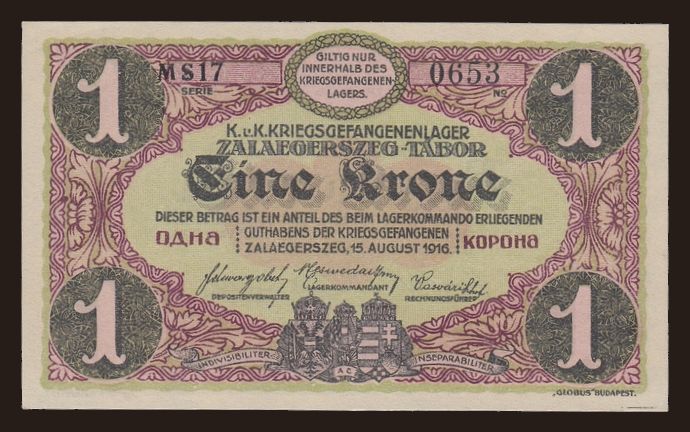 1
1
MS17
SERIE
GILTIG NUR
INNERHALB DES
KRIEGSGEFANGENEN-
LAGERS.
0653
No
K.u.K.KRIEGSGEFANGENENLAGER
ZALAEGERSZEG-TÁBOR
Eine Krone
DIESER BETRAG IST EIN ANTEIL DES BEIM LAGERKOMMANDO ERLIEGENDEN
ОДНА
GUTHABENS DER KRIEGSGEFANGENEN
КОРОНА
ZALAEGERSZEG, 15. AUGUST 1916.
DEPOSITENVERWALTER
LAGERKOMMANDANT
RECHNUNGSFÜHRER
1
1
INDIVISIBILITER
A C
INSEPARABILITER
„GLOBUS" BUDAPEST.